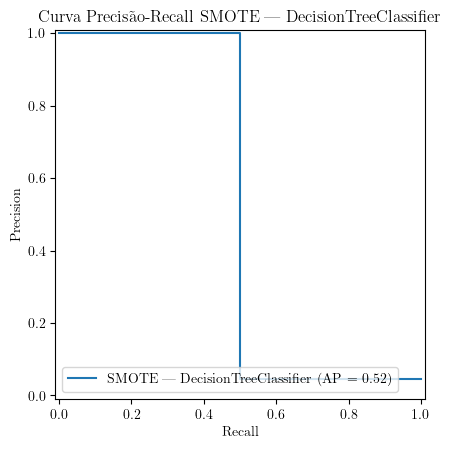 Curva Precisão-Recall SMOTE — DecisionTreeClassifier
1.0
0.8
0.6
0.4
0.2
0.0
Precision
SMOTE — DecisionTreeClassifier (AP = 0.52)
0.0 0.2 0.4 0.6 0.8 1.0
Recall